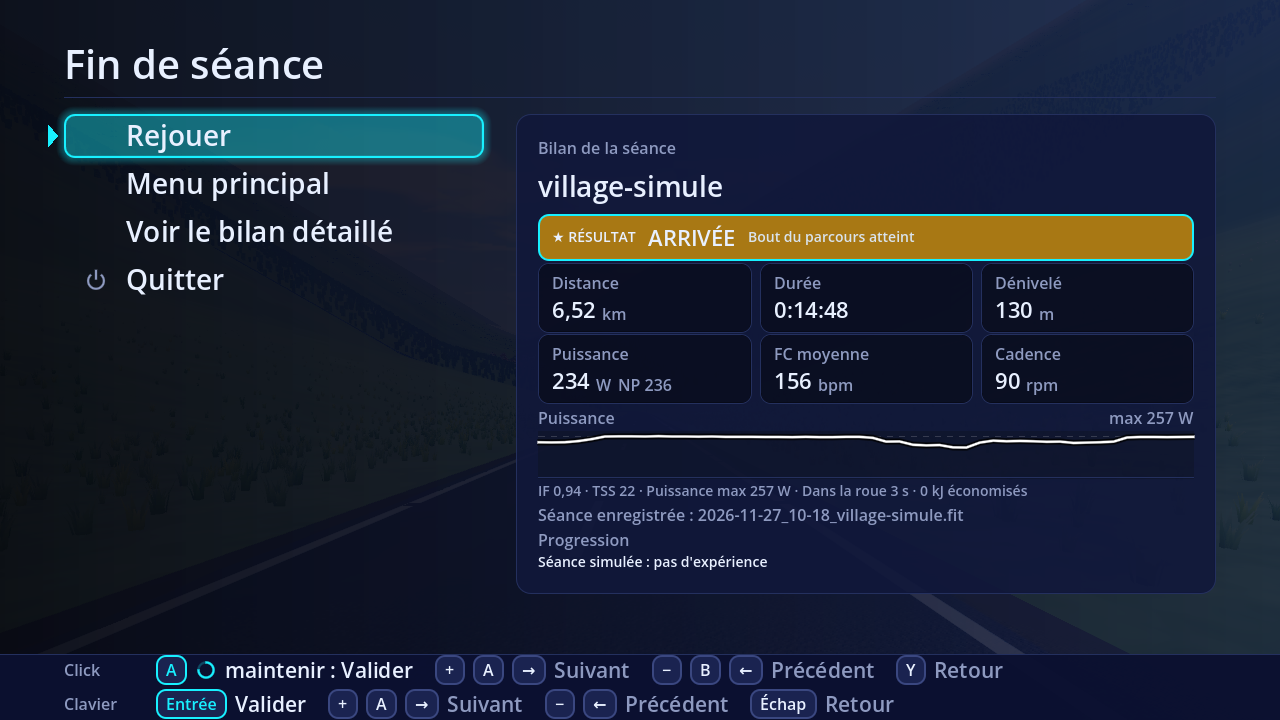 Fin de séance
Rejouer
Menu principal
Voir le bilan détaillé
Quitter
Bilan de la séance
village-simule
★ RÉSULTAT ARRIVÉE Bout du parcours atteint
Distance Durée Dénivelé
6,52 km 0:14:48 130 m
Puissance FC moyenne Cadence
234 W NP 236 156 bpm 90 rpm
Puissance max 257 W
IF 0,94 · TSS 22 · Puissance max 257 W · Dans la roue 3 s · 0 kJ économisés
Séance enregistrée : 2026-11-27_10-18_village-simule.fit
Progression
Séance simulée : pas d'expérience
Click A maintenir : Valider + A → Suivant − B ← Précédent Y Retour
Clavier Entrée Valider + A → Suivant − ← Précédent Échap Retour